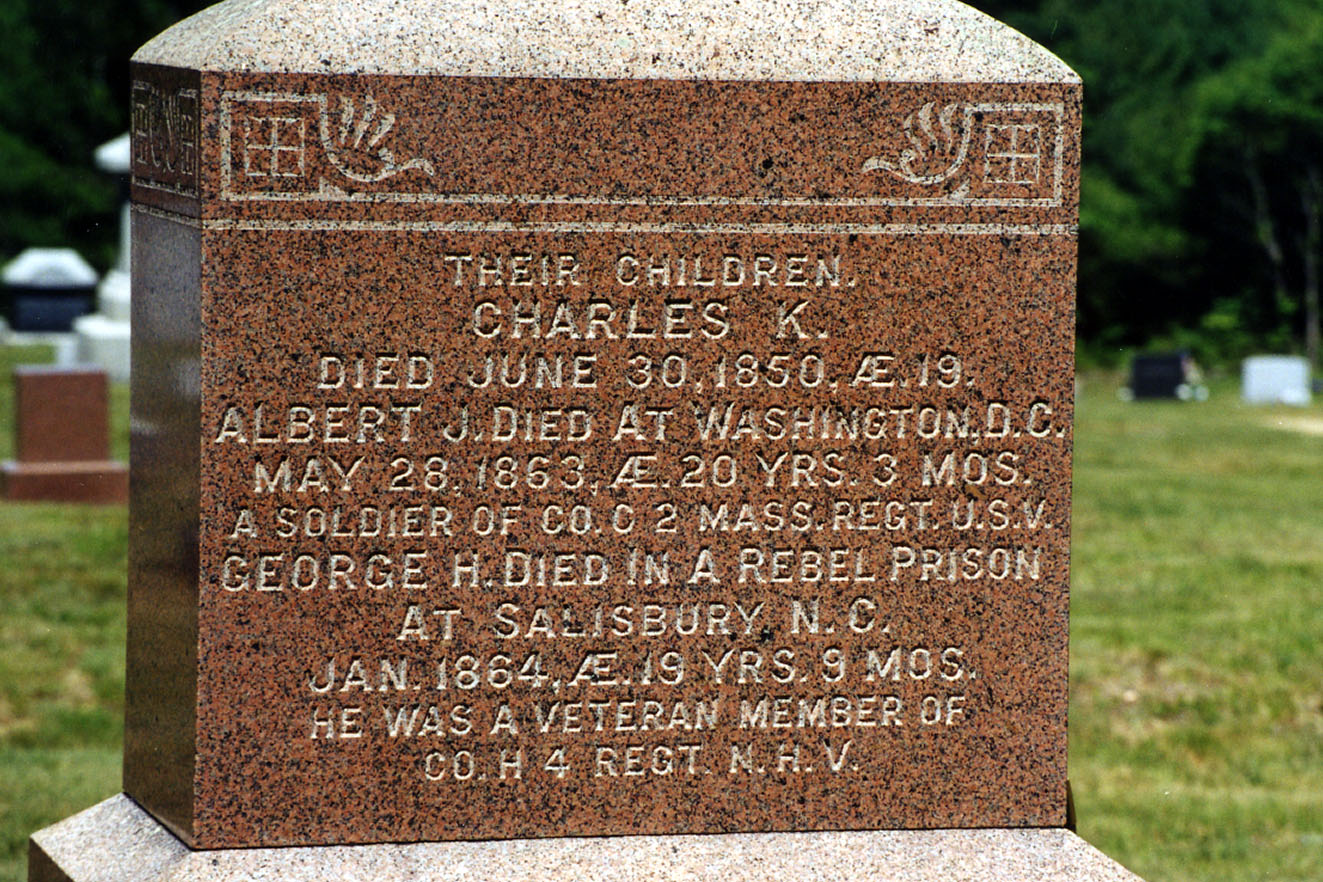 THEIR CHILDREN.
CHARLES K.
DIED JUNE 30, 1850, Æ. 19.
ALBERT J. DIED AT WASHINGTON, D.C.
MAY 28, 1863, Æ. 20 YRS. 3 MOS.
A SOLDIER OF CO. C 2 MASS. REGT. U.S.V.
GEORGE H. DIED IN A REBEL PRISON
AT SALISBURY N.C.
JAN. 1864, Æ. 19 YRS. 9 MOS.
HE WAS A VETERAN MEMBER OF
CO. H 4 REGT. N.H.V.